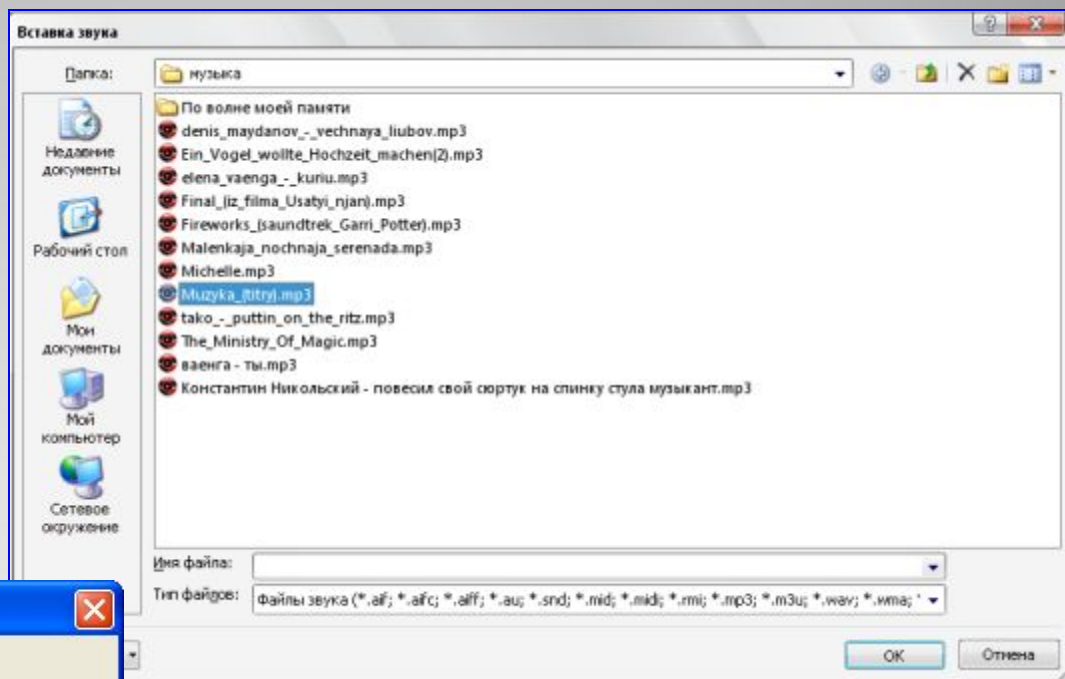 Вставка звука
Папка:
музыка
Недавние
документы
Рабочий стол
Мои
документы
Мой
компьютер
Сетевое
окружение
По волне моей памяти
denis_maydanov_-_vechnaya_liubov.mp3
Ein_Vogel_wollte_Hochzeit_machen(2).mp3
elena_vaenga_-_kuriu.mp3
Final_(iz_filma_Usatyi_njan).mp3
Fireworks_(saundtrek_Garri_Potter).mp3
Malenkaja_nochnaja_serenada.mp3
Michelle.mp3
Muzyka_(titry).mp3
tako_-_puttin_on_the_ritz.mp3
The_Ministry_Of_Magic.mp3
ваенга - ты.mp3
Константин Никольский - повесил свой сюртук на спинку стула музыкант.mp3
Имя файла:
Тип файлов:
Файлы звука (*.aif; *.aifc; *.aiff; *.au; *.snd; *.mid; *.midi; *.rmi; *.mp3; *.m3u; *.wav; *.wma; *
ОК
Отмена